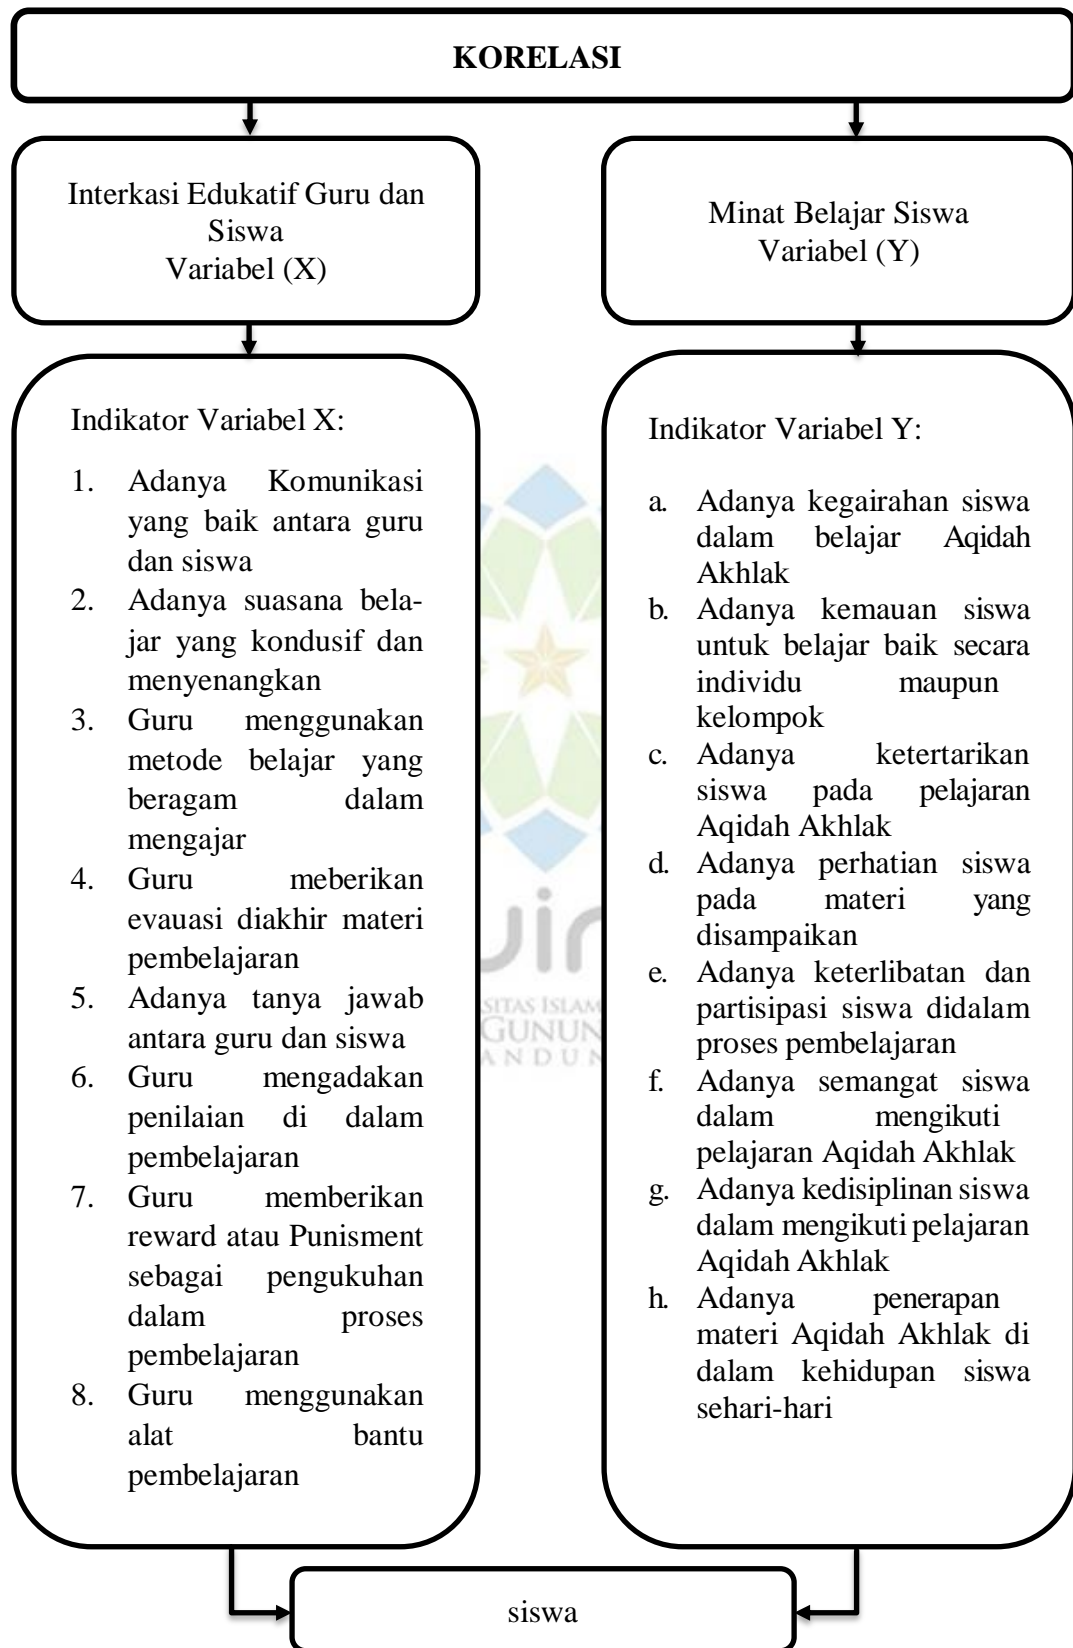 KORELASI
Interkasi Edukatif Guru dan
Siswa
Variabel (X)
Minat Belajar Siswa
Variabel (Y)
Indikator Variabel X:
1. Adanya Komunikasi
yang baik antara guru
dan siswa
2. Adanya suasana bela-
jar yang kondusif dan
menyenangkan
3. Guru menggunakan
metode belajar yang
beragam dalam
mengajar
4. Guru meberikan
evauasi diakhir materi
pembelajaran
5. Adanya tanya jawab
antara guru dan siswa
6. Guru mengadakan
penilaian di dalam
pembelajaran
7. Guru memberikan
reward atau Punisment
sebagai pengukuhan
dalam proses
pembelajaran
8. Guru menggunakan
alat bantu
pembelajaran
Indikator Variabel Y:
a. Adanya kegairahan siswa
dalam belajar Aqidah
Akhlak
b. Adanya kemauan siswa
untuk belajar baik secara
individu maupun
kelompok
c. Adanya ketertarikan
siswa pada pelajaran
Aqidah Akhlak
d. Adanya perhatian siswa
pada materi yang
disampaikan
e. Adanya keterlibatan dan
partisipasi siswa didalam
proses pembelajaran
f. Adanya semangat siswa
dalam mengikuti
pelajaran Aqidah Akhlak
g. Adanya kedisiplinan siswa
dalam mengikuti pelajaran
Aqidah Akhlak
h. Adanya penerapan
materi Aqidah Akhlak di
dalam kehidupan siswa
sehari-hari
siswa